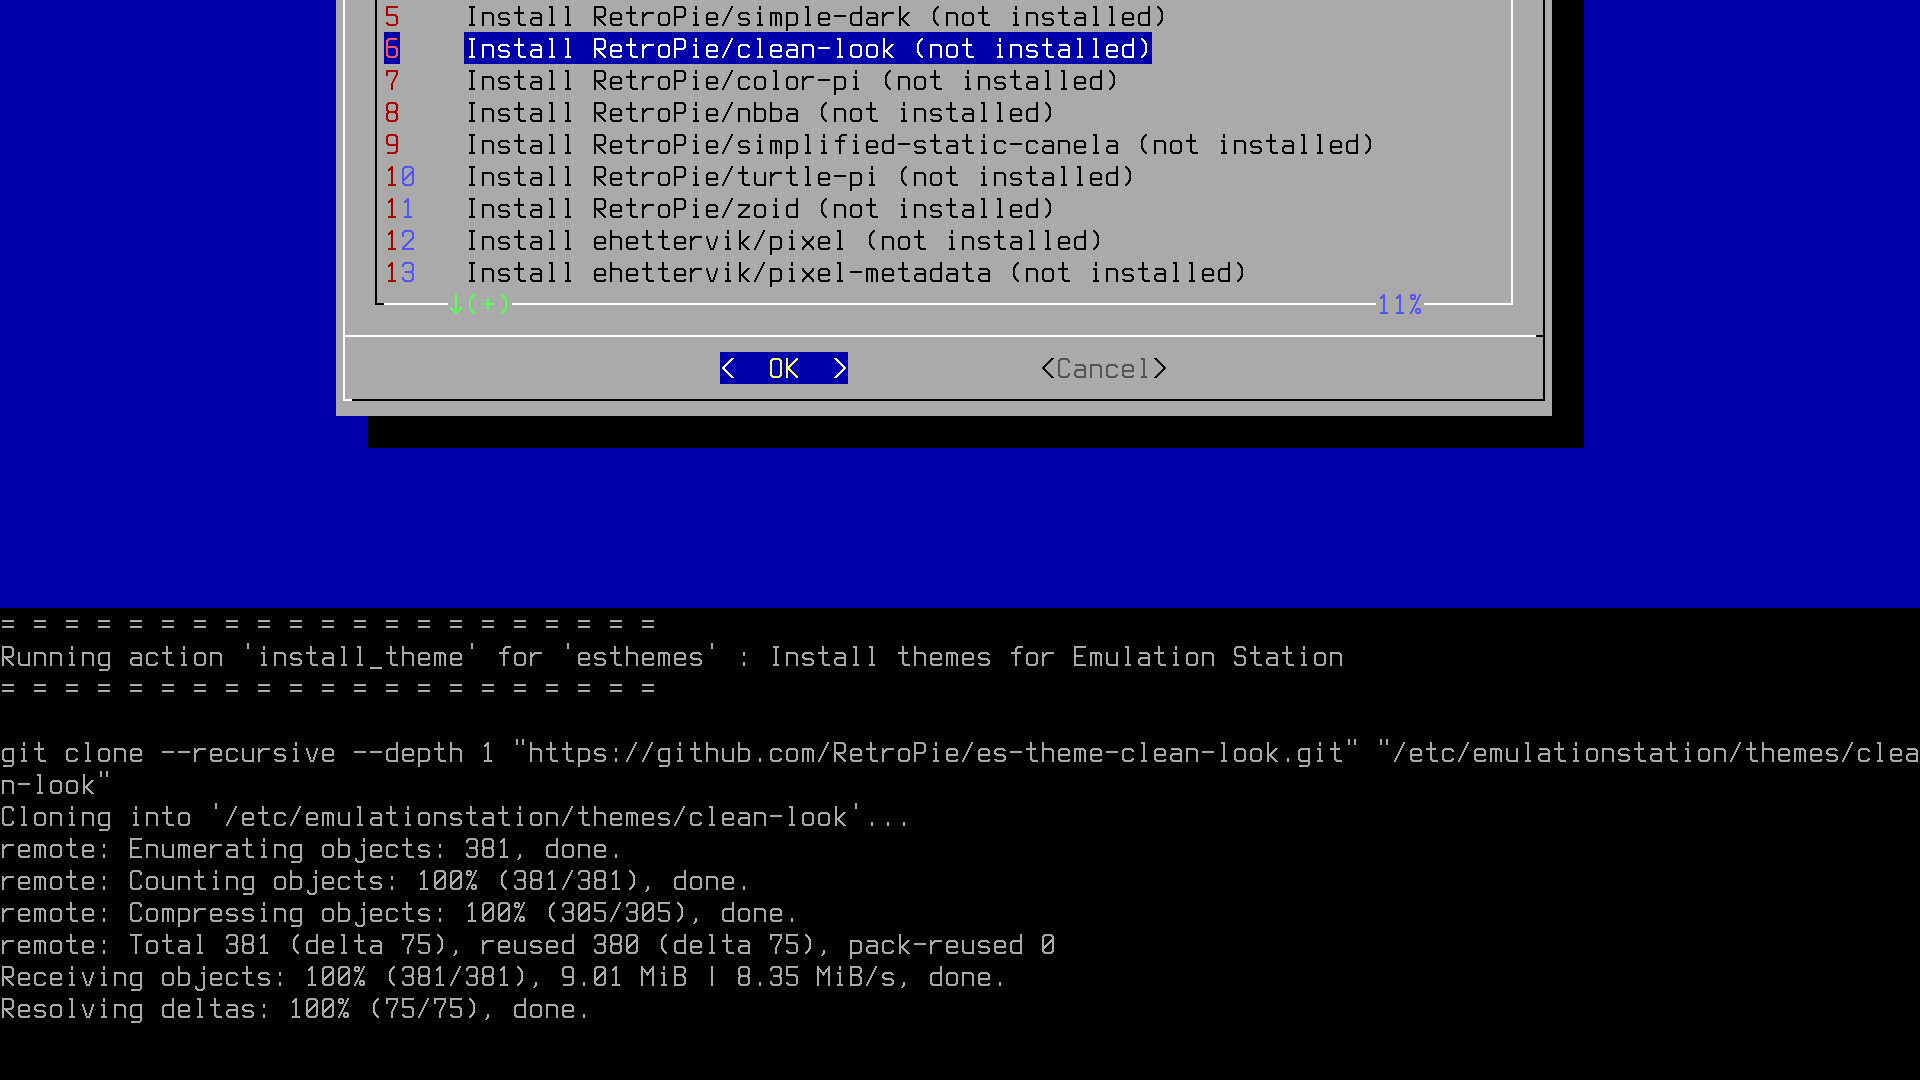 5 Install RetroPie/simple-dark (not installed)
6 Install RetroPie/clean-look (not installed)
7 Install RetroPie/color-pi (not installed)
8 Install RetroPie/nbba (not installed)
9 Install RetroPie/simplified-static-canela (not installed)
10 Install RetroPie/turtle-pi (not installed)
11 Install RetroPie/zoid (not installed)
12 Install ehettervik/pixel (not installed)
13 Install ehettervik/pixel-metadata (not installed)
↓(+) 11%
< OK > <Cancel>
= = = = = = = = = = = = = = = = = = = = =
Running action 'install_theme' for 'esthemes' : Install themes for Emulation Station
= = = = = = = = = = = = = = = = = = = = =
git clone --recursive --depth 1 "https://github.com/RetroPie/es-theme-clean-look.git" "/etc/emulationstation/themes/clea
n-look"
Cloning into '/etc/emulationstation/themes/clean-look'...
remote: Enumerating objects: 381, done.
remote: Counting objects: 100% (381/381), done.
remote: Compressing objects: 100% (305/305), done.
remote: Total 381 (delta 75), reused 380 (delta 75), pack-reused 0
Receiving objects: 100% (381/381), 9.01 MiB | 8.35 MiB/s, done.
Resolving deltas: 100% (75/75), done.